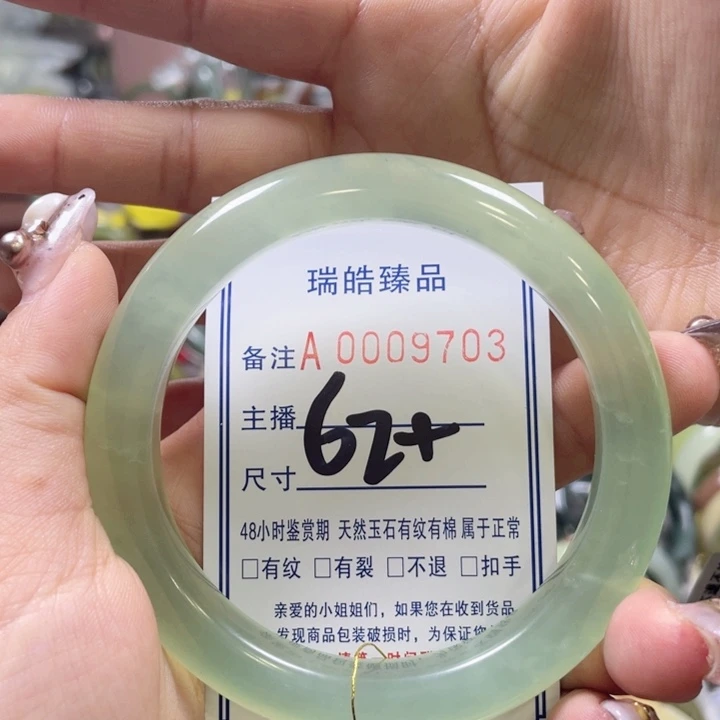 瑞皓臻品
备注 A 0009703
主播
62+
尺寸
48小时鉴赏期 天然玉石有纹有棉 属于正常
□有纹 □有裂 □不退 □扣手
亲爱的小姐姐们，如果您在收到货品
发现商品包装破损时，为保证您